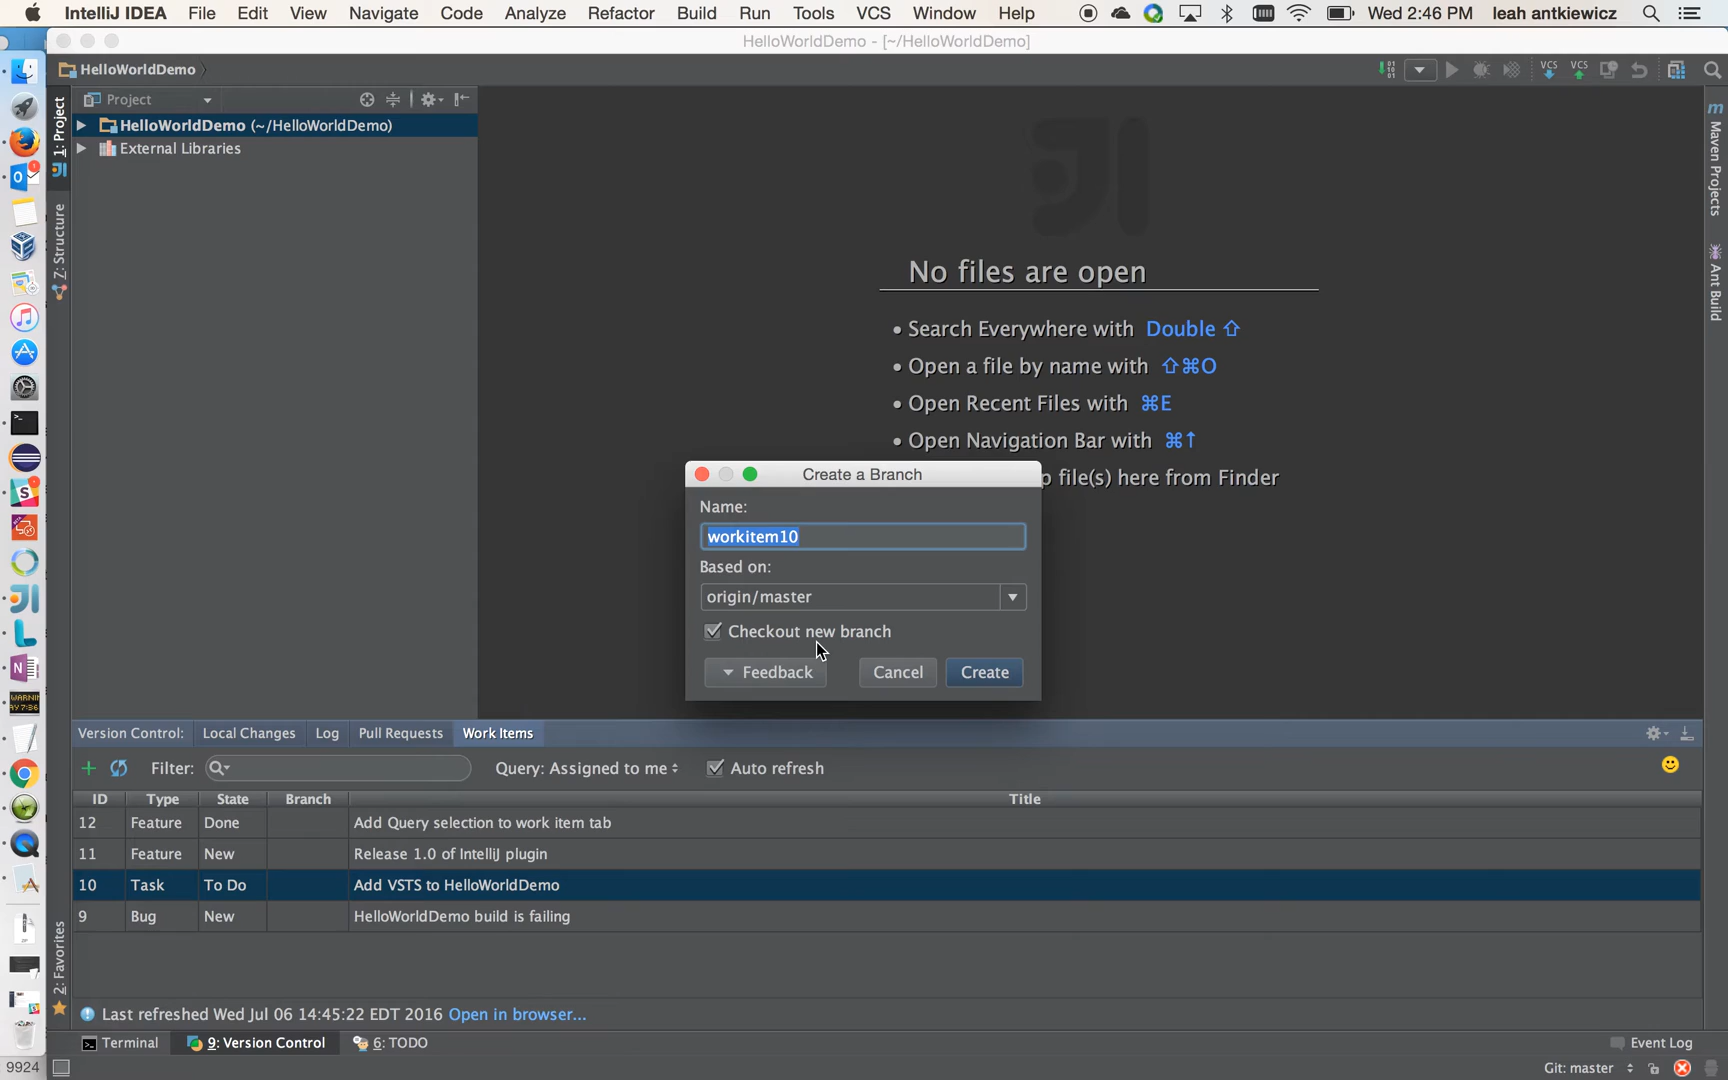 IntelliJ IDEA File Edit View Navigate Code Analyze Refactor Build Run Tools VCS Window Help Wed 2:46 PM leah antkiewicz
HelloWorldDemo - [~/HelloWorldDemo]
HelloWorldDemo
VCS VCS
Project
1: Project
HelloWorldDemo (~/HelloWorldDemo)
External Libraries
Z: Structure
Maven Projects
Ant Build
No files are open
• Search Everywhere with Double ⇧
• Open a file by name with ⇧⌘O
• Open Recent Files with ⌘E
• Open Navigation Bar with ⌘↑
p file(s) here from Finder
Create a Branch
Name:
workitem10
Based on:
origin/master
Checkout new branch
Feedback Cancel Create
Version Control: Local Changes Log Pull Requests Work Items
Filter: Query: Assigned to me Auto refresh
ID Type State Branch Title
12 Feature Done Add Query selection to work item tab
11 Feature New Release 1.0 of IntelliJ plugin
10 Task To Do Add VSTS to HelloWorldDemo
9 Bug New HelloWorldDemo build is failing
2: Favorites
Last refreshed Wed Jul 06 14:45:22 EDT 2016 Open in browser...
Terminal 9: Version Control 6: TODO Event Log
9924 Git: master